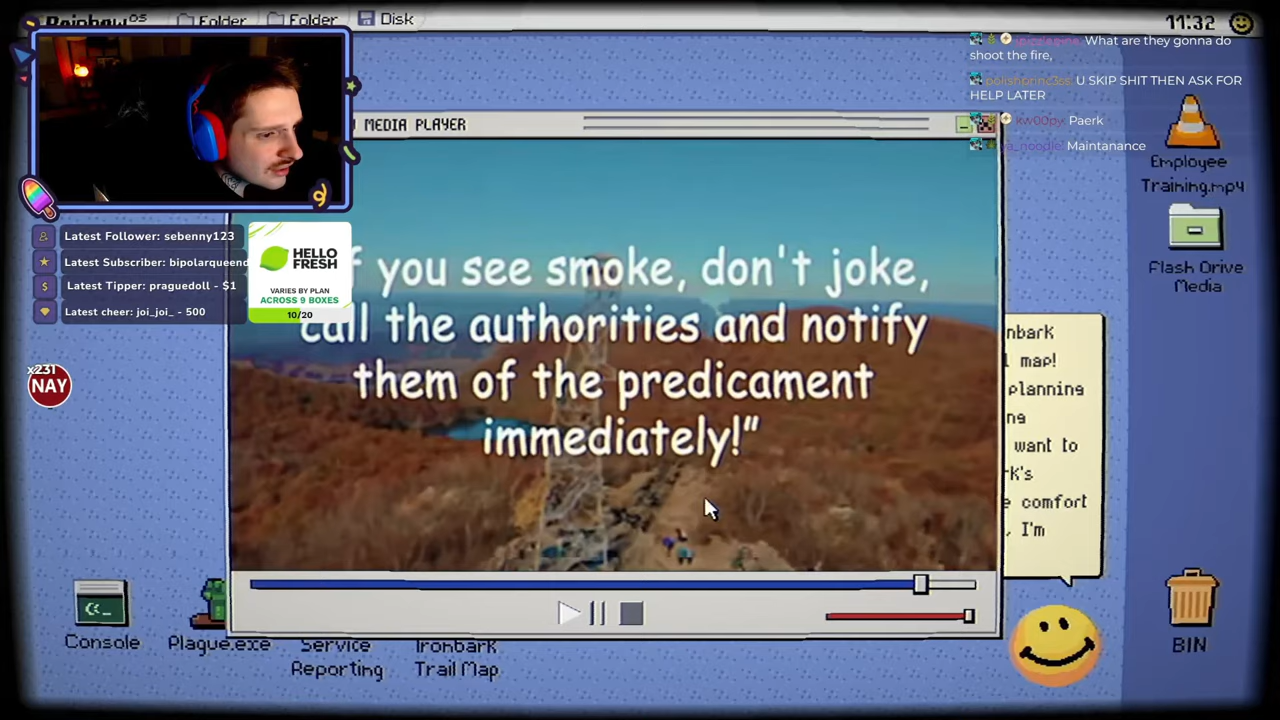 Folder
Folder
Disk
11:32
What are they gonna do
shoot the fire,
polishprinc3ss: U SKIP SHIT THEN ASK FOR
HELP LATER
kw00py: Paerk
Maintanance
MEDIA PLAYER
Employee
Training.mp4
Flash Drive
Media
Latest Follower: sebenny123
Latest Subscriber: bipolarqueend
Latest Tipper: praguedoll - $1
Latest cheer: joi_joi_ - 500
HELLO
FRESH
VARIES BY PLAN
ACROSS 9 BOXES
10/20
x231
NAY
f you see smoke, don't joke,
call the authorities and notify
them of the predicament
immediately!”
nbark
l map!
planning
ng
want to
rk's
e comfort
, I'm
Console
Plague.exe
Service
Reporting
Ironbark
Trail Map
BIN